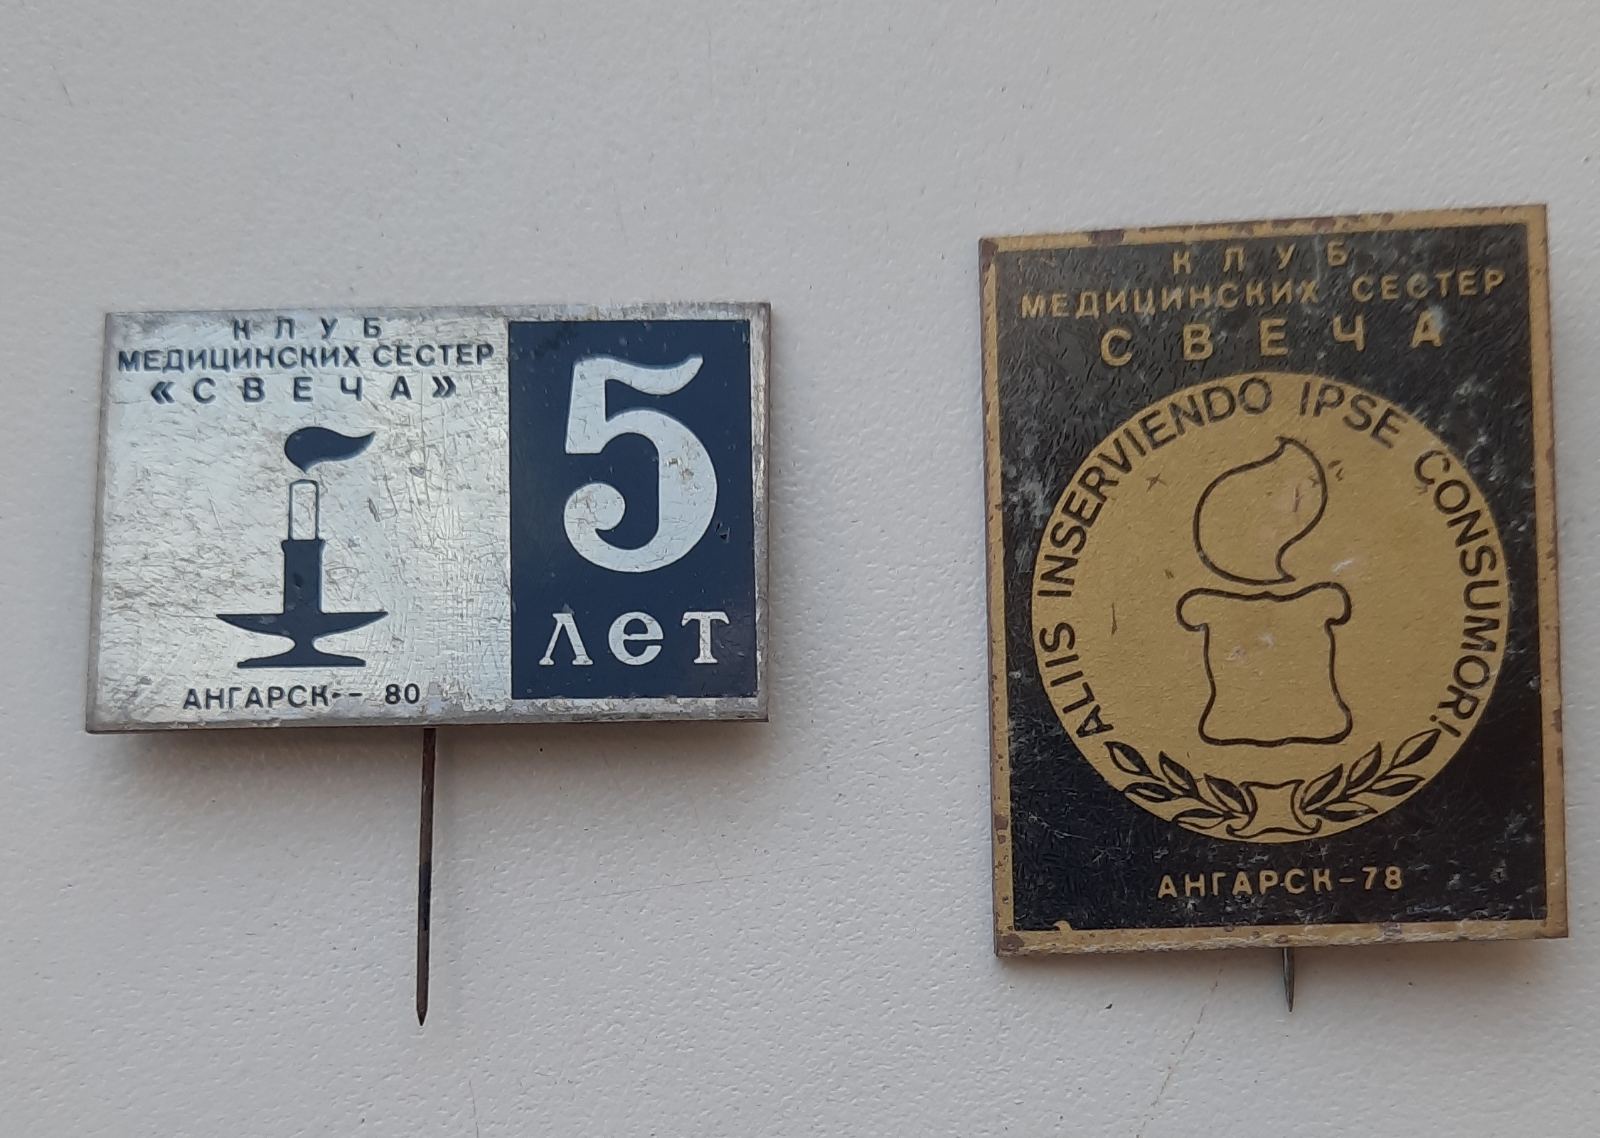 КЛУБ
МЕДИЦИНСКИХ СЕСТЕР
«СВЕЧА»
АНГАРСК-- 80
5
лет
КЛУБ
МЕДИЦИНСКИХ СЕСТЕР
СВЕЧА
ALIIS INSERVIENDO IPSE CONSUMOR!
АНГАРСК-78